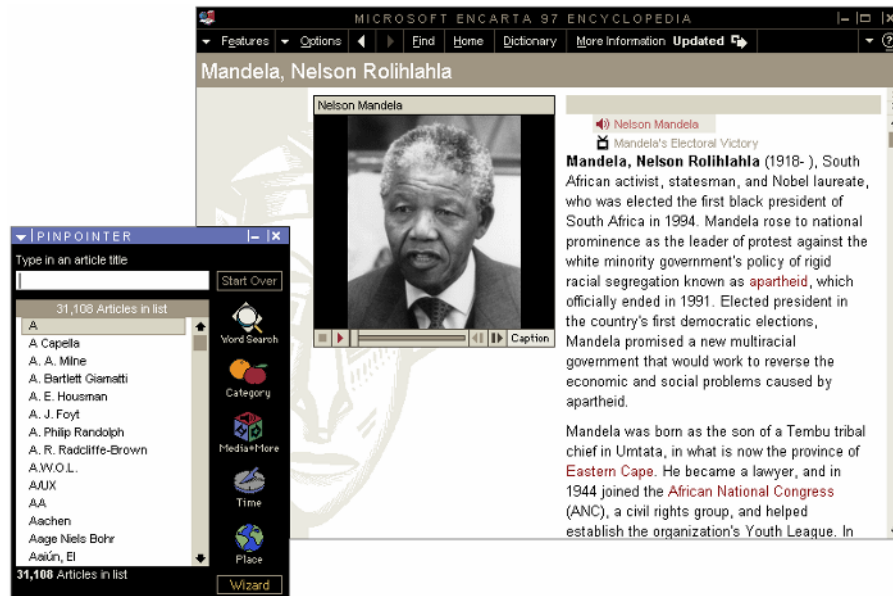 MICROSOFT ENCARTA 97 ENCYCLOPEDIA
Features Options Find Home Dictionary More Information Updated
Mandela, Nelson Rolihlahla
Nelson Mandela
Caption
Nelson Mandela
Mandela's Electoral Victory
Mandela, Nelson Rolihlahla (1918- ), South
African activist, statesman, and Nobel laureate,
who was elected the first black president of
South Africa in 1994. Mandela rose to national
prominence as the leader of protest against the
white minority government's policy of rigid
racial segregation known as apartheid, which
officially ended in 1991. Elected president in
the country's first democratic elections,
Mandela promised a new multiracial
government that would work to reverse the
economic and social problems caused by
apartheid.
Mandela was born as the son of a Tembu tribal
chief in Umtata, in what is now the province of
Eastern Cape. He became a lawyer, and in
1944 joined the African National Congress
(ANC), a civil rights group, and helped
establish the organization's Youth League. In
PINPOINTER
Type in an article title
Start Over
31,108 Articles in list
A
A Capella
A. A. Milne
A. Bartlett Giamatti
A. E. Housman
A. J. Foyt
A. Philip Randolph
A. R. Radcliffe-Brown
A.W.O.L.
A/UX
AA
Aachen
Aage Niels Bohr
Aaiún, El
31,108 Articles in list
Word Search
Category
Media+More
Time
Place
Wizard